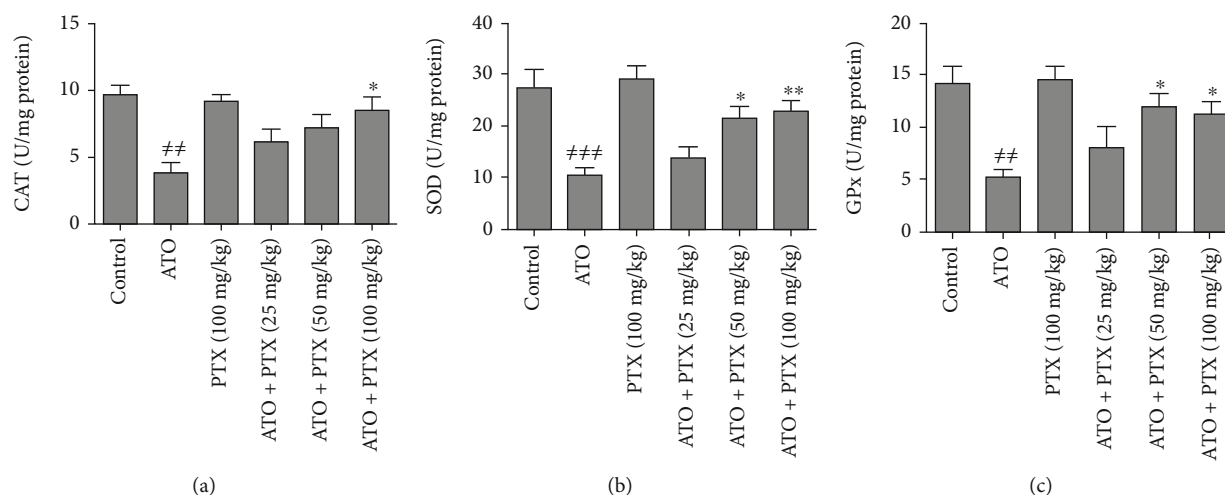 CAT (U/mg protein)
15
10
5
0
##
*
Control
ATO
PTX (100 mg/kg)
ATO + PTX (25 mg/kg)
ATO + PTX (50 mg/kg)
ATO + PTX (100 mg/kg)
(a)
SOD (U/mg protein)
40
30
20
10
0
###
*
**
Control
ATO
PTX (100 mg/kg)
ATO + PTX (25 mg/kg)
ATO + PTX (50 mg/kg)
ATO + PTX (100 mg/kg)
(b)
GPx (U/mg protein)
20
15
10
5
0
##
*
*
Control
ATO
PTX (100 mg/kg)
ATO + PTX (25 mg/kg)
ATO + PTX (50 mg/kg)
ATO + PTX (100 mg/kg)
(c)